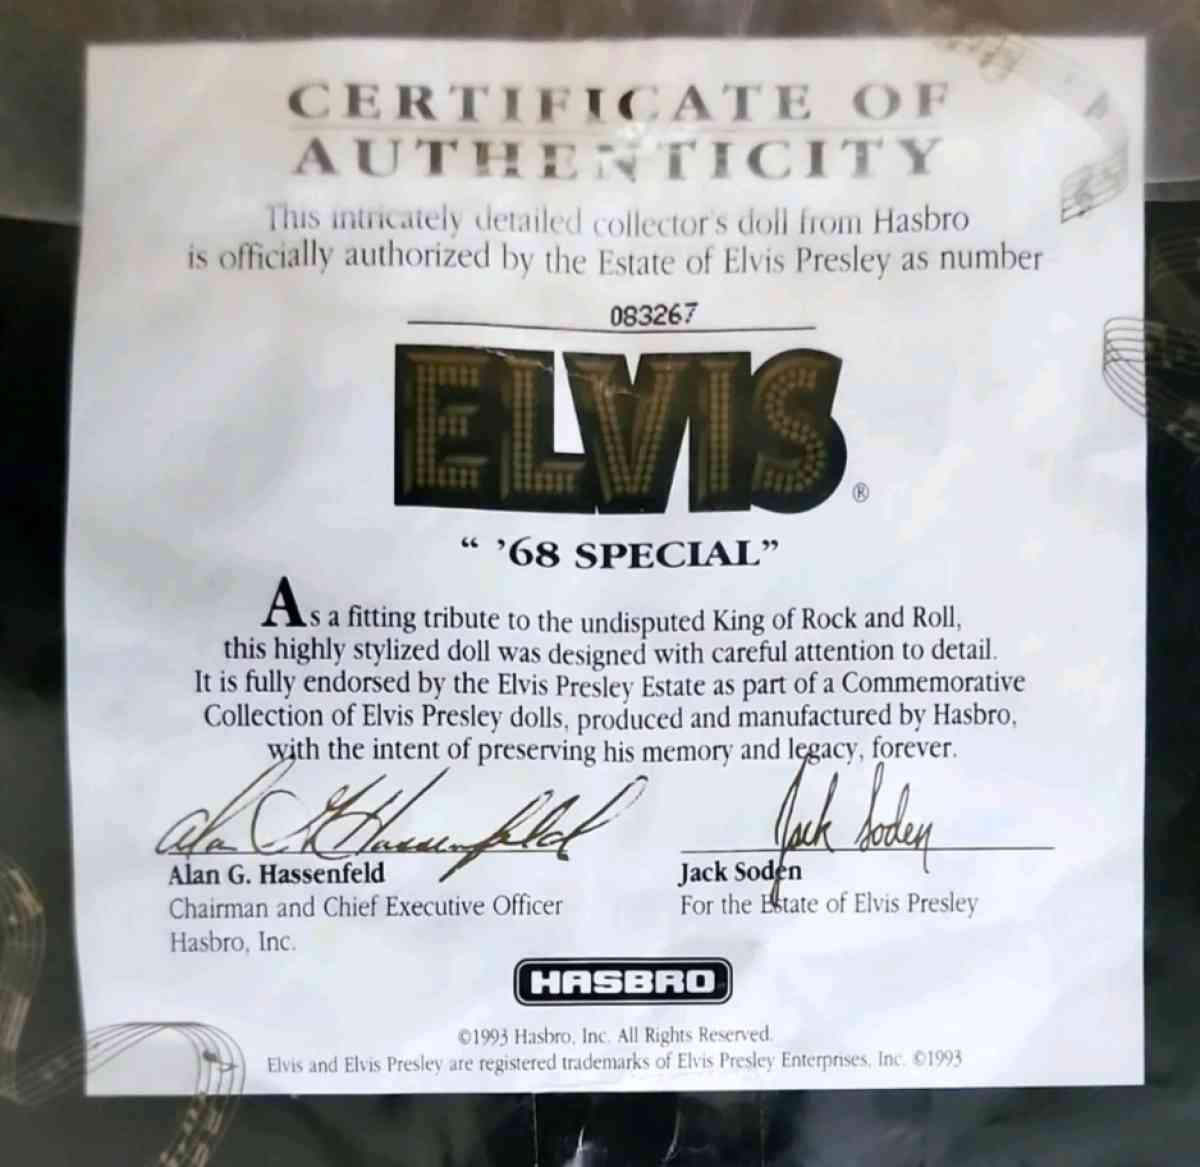 CERTIFICATE OF
AUTHENTICITY
This intricately detailed collector's doll from Hasbro
is officially authorized by the Estate of Elvis Presley as number
083267
ELVIS ®
“ ’68 SPECIAL”
As a fitting tribute to the undisputed King of Rock and Roll,
this highly stylized doll was designed with careful attention to detail.
It is fully endorsed by the Elvis Presley Estate as part of a Commemorative
Collection of Elvis Presley dolls, produced and manufactured by Hasbro,
with the intent of preserving his memory and legacy, forever.
Alan G Hassenfeld
Jack Soden
Alan G. Hassenfeld
Jack Soden
Chairman and Chief Executive Officer
For the Estate of Elvis Presley
Hasbro, Inc.
HASBRO
©1993 Hasbro, Inc. All Rights Reserved.
Elvis and Elvis Presley are registered trademarks of Elvis Presley Enterprises, Inc. ©1993